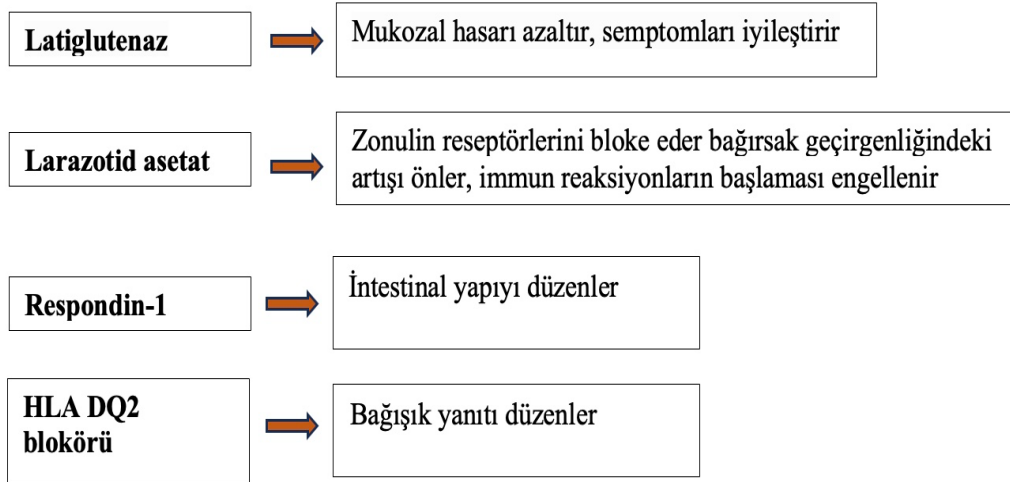 Latiglutenaz
Mukozal hasarı azaltır, semptomları iyileştirir
Larazotid asetat
Zonulin reseptörlerini bloke eder bağırsak geçirgenliğindeki
artışı önler, immun reaksiyonların başlaması engellenir
Respondin-1
İntestinal yapıyı düzenler
HLA DQ2
blokörü
Bağışık yanıtı düzenler